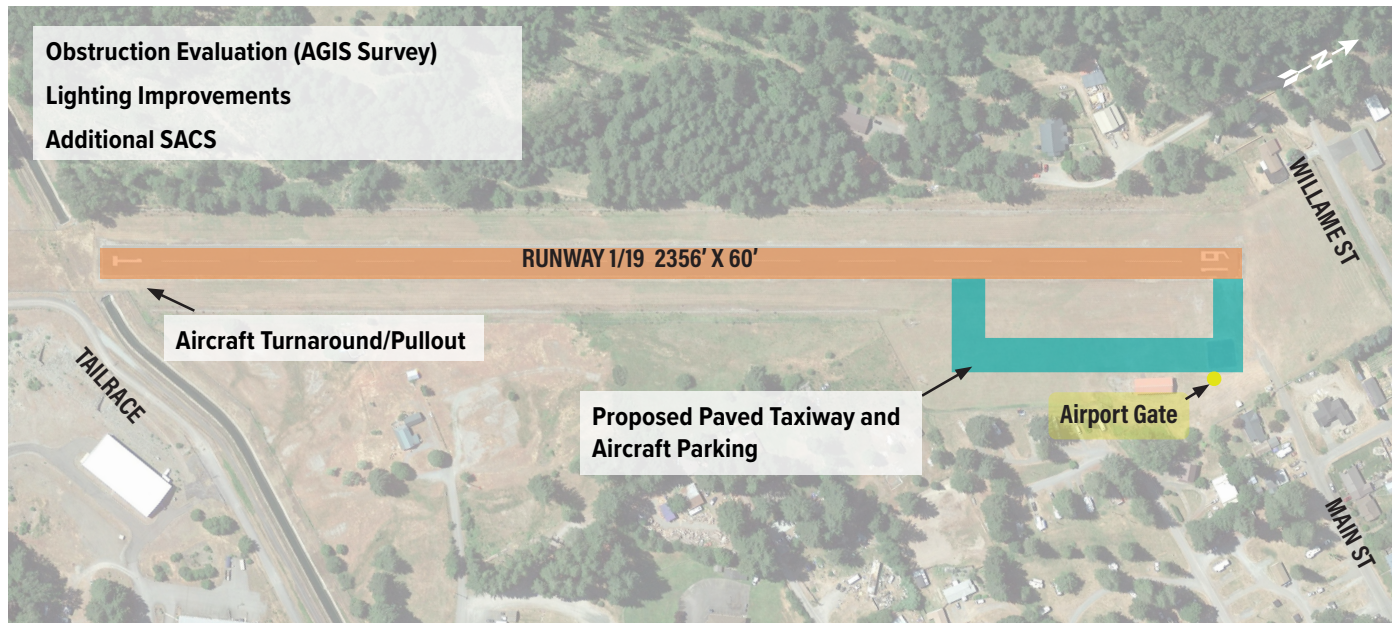 Obstruction Evaluation (AGIS Survey)
Lighting Improvements
Additional SACS
N
WILLAME ST
RUNWAY 1/19 2356' X 60'
1
19
Aircraft Turnaround/Pullout
TAILRACE
Proposed Paved Taxiway and
Aircraft Parking
Airport Gate
MAIN ST